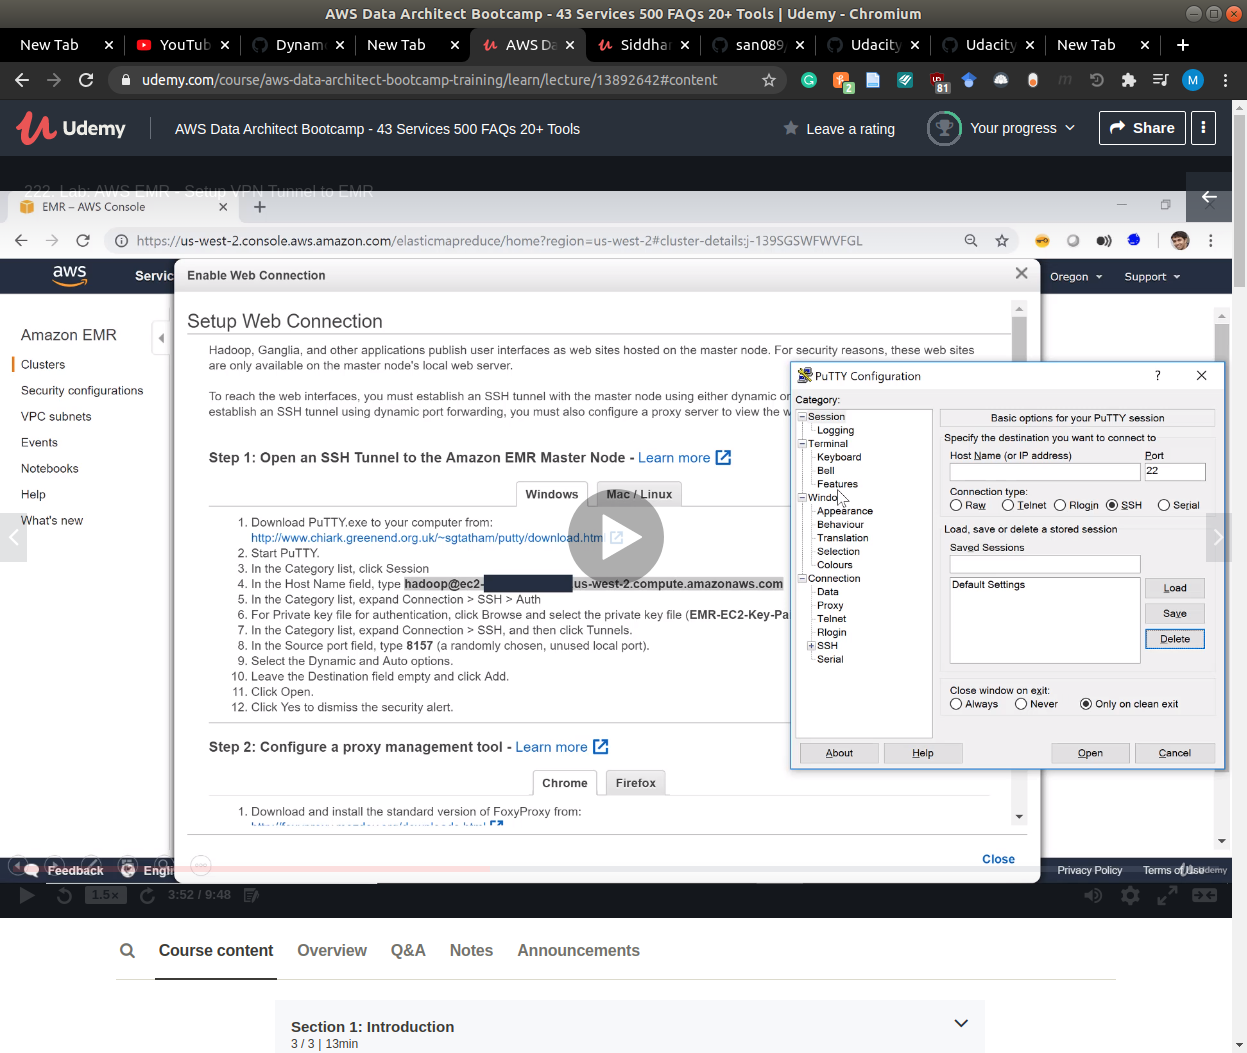 AWS Data Architect Bootcamp - 43 Services 500 FAQs 20+ Tools | Udemy - Chromium
New Tab
YouTub
Dynam
New Tab
AWS Da
Siddha
san089
Udacity
Udacity
New Tab
udemy.com/course/aws-data-architect-bootcamp-training/learn/lecture/13892642#content
2
81
M
Udemy
AWS Data Architect Bootcamp - 43 Services 500 FAQs 20+ Tools
Leave a rating
Your progress
Share
222. Lab: AWS EMR - Setup VPN Tunnel to EMR
EMR – AWS Console
https://us-west-2.console.aws.amazon.com/elasticmapreduce/home?region=us-west-2#cluster-details:j-139SGSWFWVFGL
aws
Servic
Enable Web Connection
Oregon
Support
Amazon EMR
Clusters
Security configurations
VPC subnets
Events
Notebooks
Help
What's new
Setup Web Connection
Hadoop, Ganglia, and other applications publish user interfaces as web sites hosted on the master node. For security reasons, these web sites
are only available on the master node's local web server.
To reach the web interfaces, you must establish an SSH tunnel with the master node using either dynamic or
establish an SSH tunnel using dynamic port forwarding, you must also configure a proxy server to view the w
Step 1: Open an SSH Tunnel to the Amazon EMR Master Node - Learn more
Windows
Mac / Linux
1. Download PuTTY.exe to your computer from:
http://www.chiark.greenend.org.uk/~sgtatham/putty/download.html
2. Start PuTTY.
3. In the Category list, click Session
4. In the Host Name field, type hadoop@ec2- us-west-2.compute.amazonaws.com
5. In the Category list, expand Connection > SSH > Auth
6. For Private key file for authentication, click Browse and select the private key file (EMR-EC2-Key-Pa
7. In the Category list, expand Connection > SSH, and then click Tunnels.
8. In the Source port field, type 8157 (a randomly chosen, unused local port).
9. Select the Dynamic and Auto options.
10. Leave the Destination field empty and click Add.
11. Click Open.
12. Click Yes to dismiss the security alert.
Step 2: Configure a proxy management tool - Learn more
Chrome
Firefox
1. Download and install the standard version of FoxyProxy from:
Close
PuTTY Configuration
?
Category:
Session
Logging
Terminal
Keyboard
Bell
Features
Window
Appearance
Behaviour
Translation
Selection
Colours
Connection
Data
Proxy
Telnet
Rlogin
SSH
Serial
Basic options for your PuTTY session
Specify the destination you want to connect to
Host Name (or IP address)
Port
22
Connection type:
Raw
Telnet
Rlogin
SSH
Serial
Load, save or delete a stored session
Saved Sessions
Default Settings
Load
Save
Delete
Close window on exit:
Always
Never
Only on clean exit
About
Help
Open
Cancel
Feedback
Engli
Privacy Policy
Terms of Use
Udemy
1.5x
3:52 / 9:48
Course content
Overview
Q&A
Notes
Announcements
Section 1: Introduction
3 / 3 | 13min